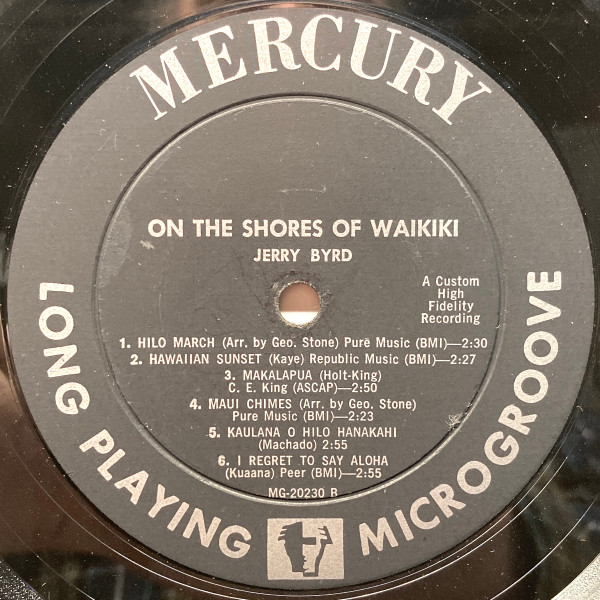 MERCURY
ON THE SHORES OF WAIKIKI
JERRY BYRD
A Custom
High
Fidelity
Recording
1. HILO MARCH (Arr. by Geo. Stone) Pure Music (BMI)—2:30
2. HAWAIIAN SUNSET (Kaye) Republic Music (BMI)—2:27
3. MAKALAPUA (Holt-King)
C. E. King (ASCAP)—2:50
4. MAUI CHIMES (Arr. by Geo. Stone)
Pure Music (BMI)—2:23
5. KAULANA O HILO HANAKAHI
(Machado) 2:55
6. I REGRET TO SAY ALOHA
(Kuaana) Peer (BMI)—2:55
MG-20230 B
LONG PLAYING MICROGROOVE